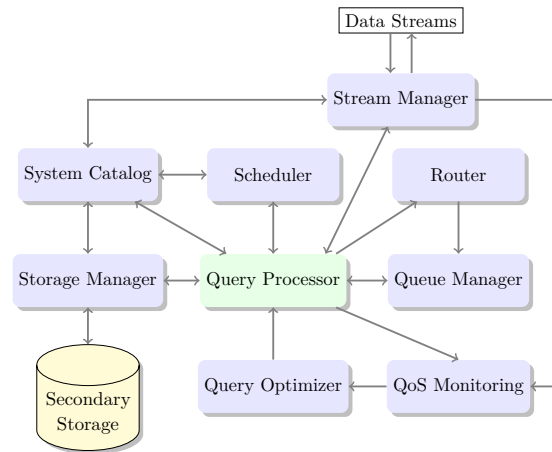 Data Streams
Stream Manager
System Catalog
Scheduler
Router
Storage Manager
Query Processor
Queue Manager
Secondary
Storage
Query Optimizer
QoS Monitoring